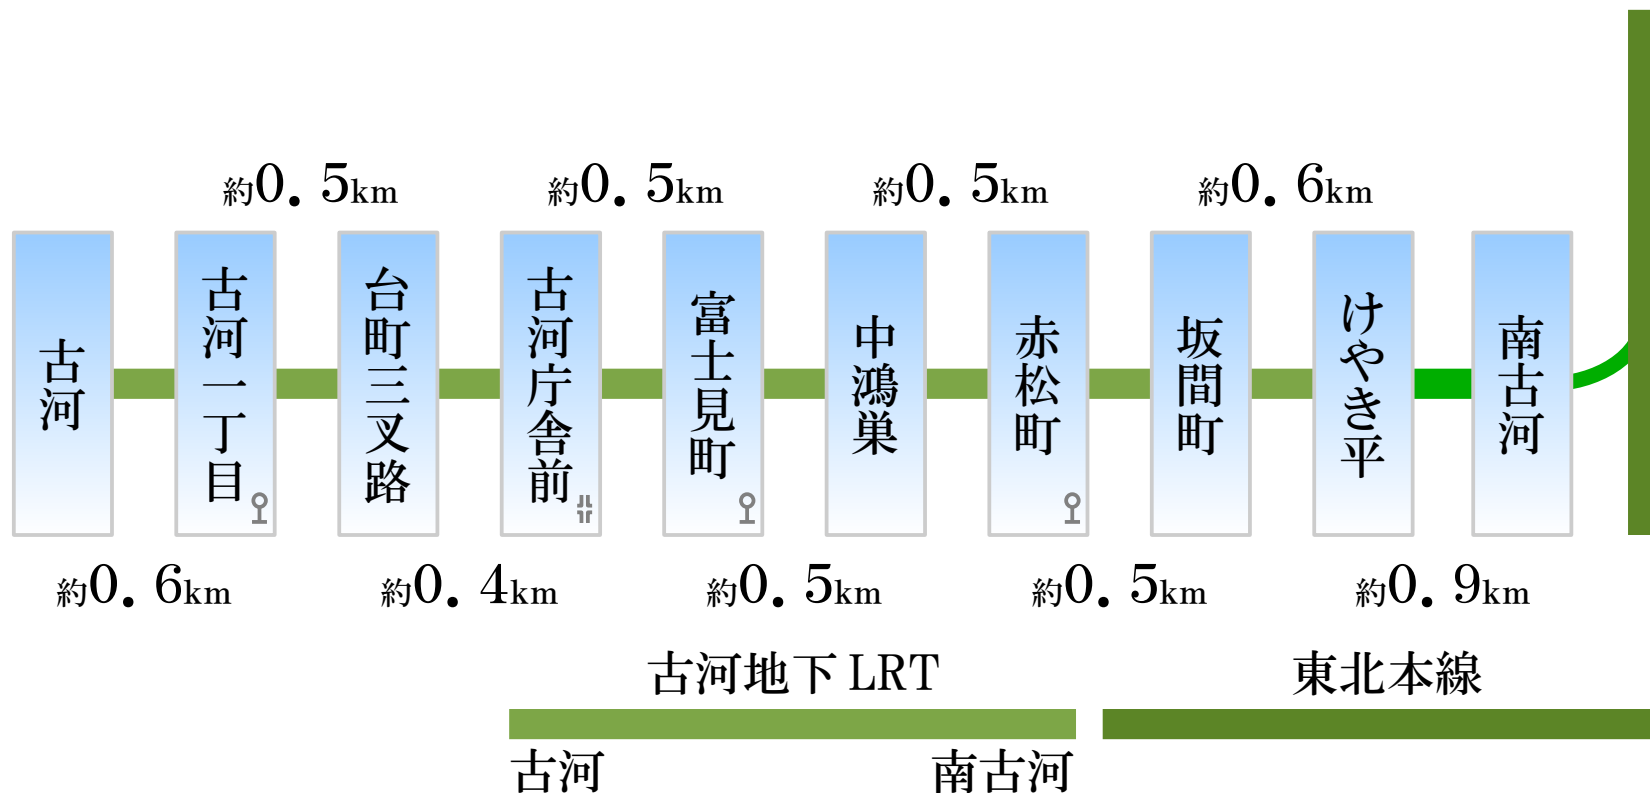 約0.5km
約0.5km
約0.5km
約0.6km
古河
古河一丁目
台町三叉路
古河庁舎前
富士見町
中鴻巣
赤松町
坂間町
けやき平
南古河
約0.6km
約0.4km
約0.5km
約0.5km
約0.9km
古河地下LRT
東北本線
古河
南古河